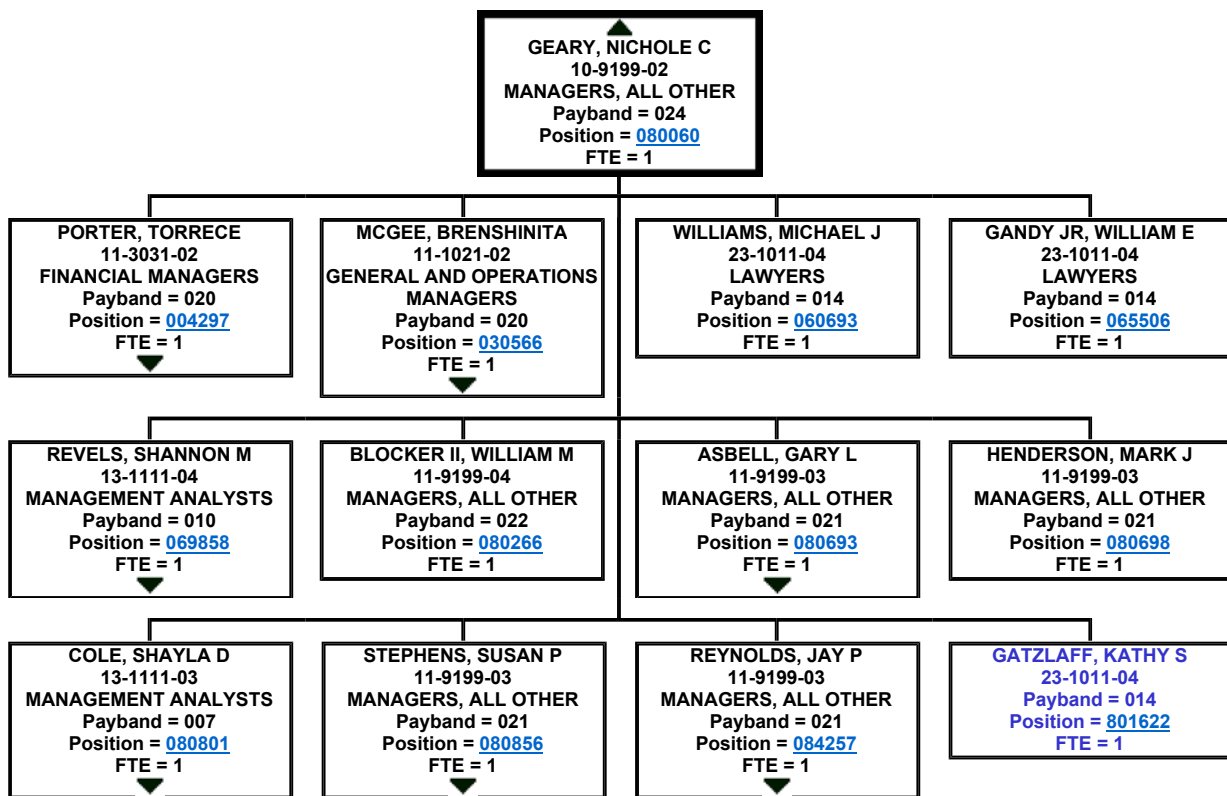 GEARY, NICHOLE C
10-9199-02
MANAGERS, ALL OTHER
Payband = 024
Position = 080060
FTE = 1
PORTER, TORRECE
11-3031-02
FINANCIAL MANAGERS
Payband = 020
Position = 004297
FTE = 1
MCGEE, BRENSHINITA
11-1021-02
GENERAL AND OPERATIONS
MANAGERS
Payband = 020
Position = 030566
FTE = 1
WILLIAMS, MICHAEL J
23-1011-04
LAWYERS
Payband = 014
Position = 060693
FTE = 1
GANDY JR, WILLIAM E
23-1011-04
LAWYERS
Payband = 014
Position = 065506
FTE = 1
REVELS, SHANNON M
13-1111-04
MANAGEMENT ANALYSTS
Payband = 010
Position = 069858
FTE = 1
BLOCKER II, WILLIAM M
11-9199-04
MANAGERS, ALL OTHER
Payband = 022
Position = 080266
FTE = 1
ASBELL, GARY L
11-9199-03
MANAGERS, ALL OTHER
Payband = 021
Position = 080693
FTE = 1
HENDERSON, MARK J
11-9199-03
MANAGERS, ALL OTHER
Payband = 021
Position = 080698
FTE = 1
COLE, SHAYLA D
13-1111-03
MANAGEMENT ANALYSTS
Payband = 007
Position = 080801
FTE = 1
STEPHENS, SUSAN P
11-9199-03
MANAGERS, ALL OTHER
Payband = 021
Position = 080856
FTE = 1
REYNOLDS, JAY P
11-9199-03
MANAGERS, ALL OTHER
Payband = 021
Position = 084257
FTE = 1
GATZLAFF, KATHY S
23-1011-04
Payband = 014
Position = 801622
FTE = 1